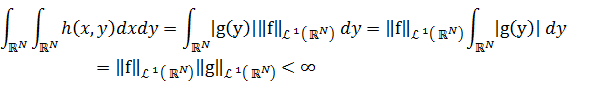 ∫_{ℝ^N} ∫_{ℝ^N} h(x, y)dxdy = ∫_{ℝ^N} |g(y)|‖f‖_{ℒ ¹(ℝ^N)} dy = ‖f‖_{ℒ ¹(ℝ^N)} ∫_{ℝ^N} |g(y)| dy
= ‖f‖_{ℒ ¹(ℝ^N)}‖g‖_{ℒ ¹(ℝ^N)} < ∞